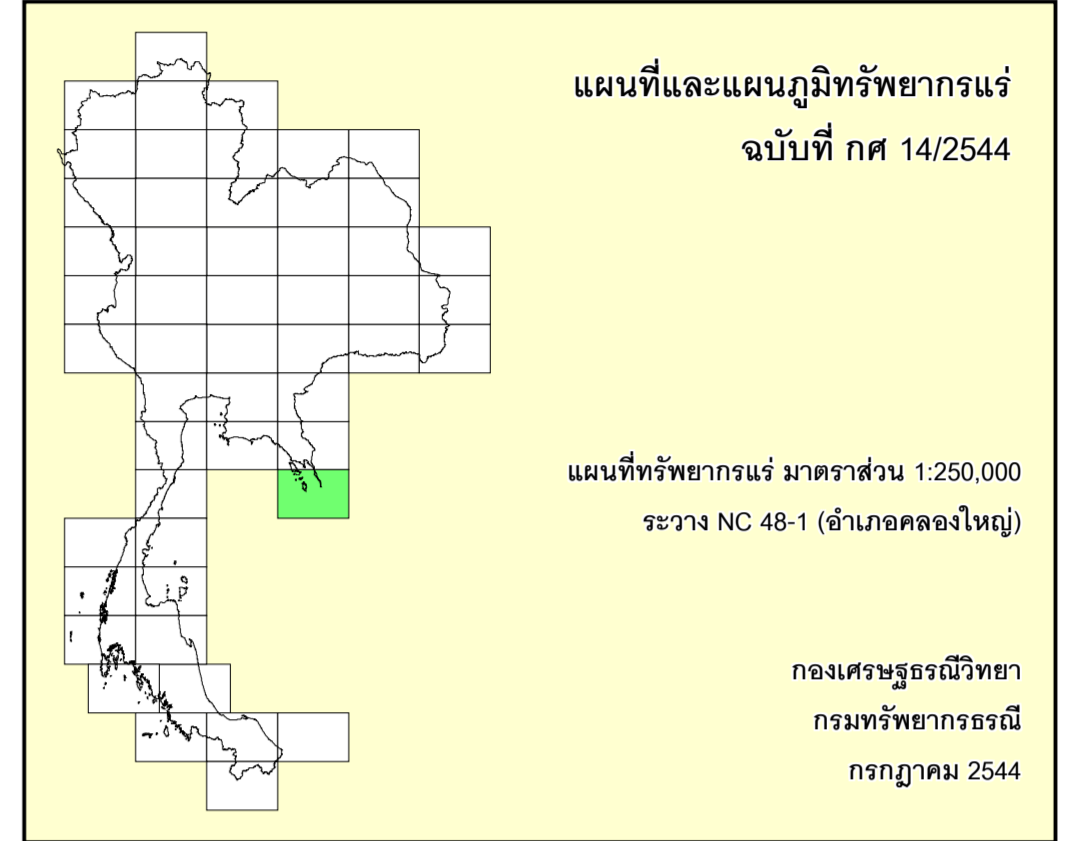 แผนที่และแผนภูมิทรัพยากรแร่
ฉบับที่ กศ 14/2544
แผนที่ทรัพยากรแร่ มาตราส่วน 1:250,000
ระวาง NC 48-1 (อำเภอคลองใหญ่)
กองเศรษฐธรณีวิทยา
กรมทรัพยากรธรณี
กรกฎาคม 2544